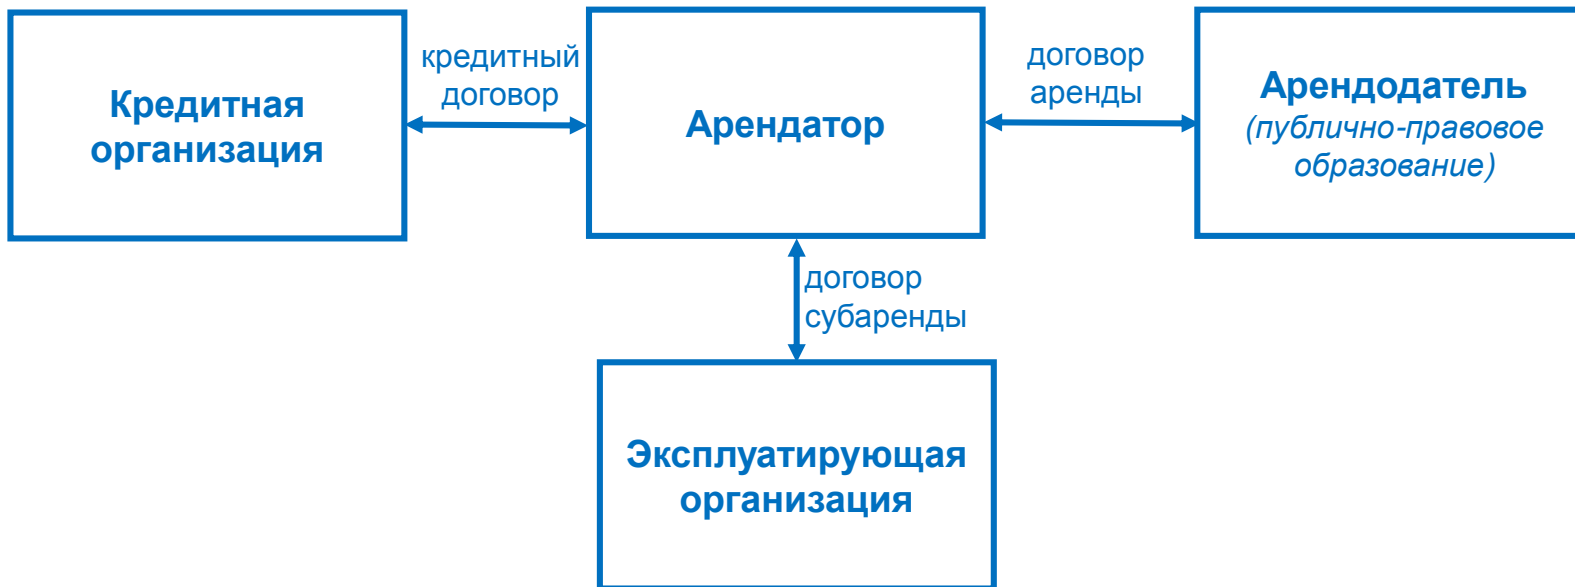 Кредитная
организация
кредитный
договор
Арендатор
договор
аренды
Арендодатель
(публично-правовое
образование)
договор
субаренды
Эксплуатирующая
организация